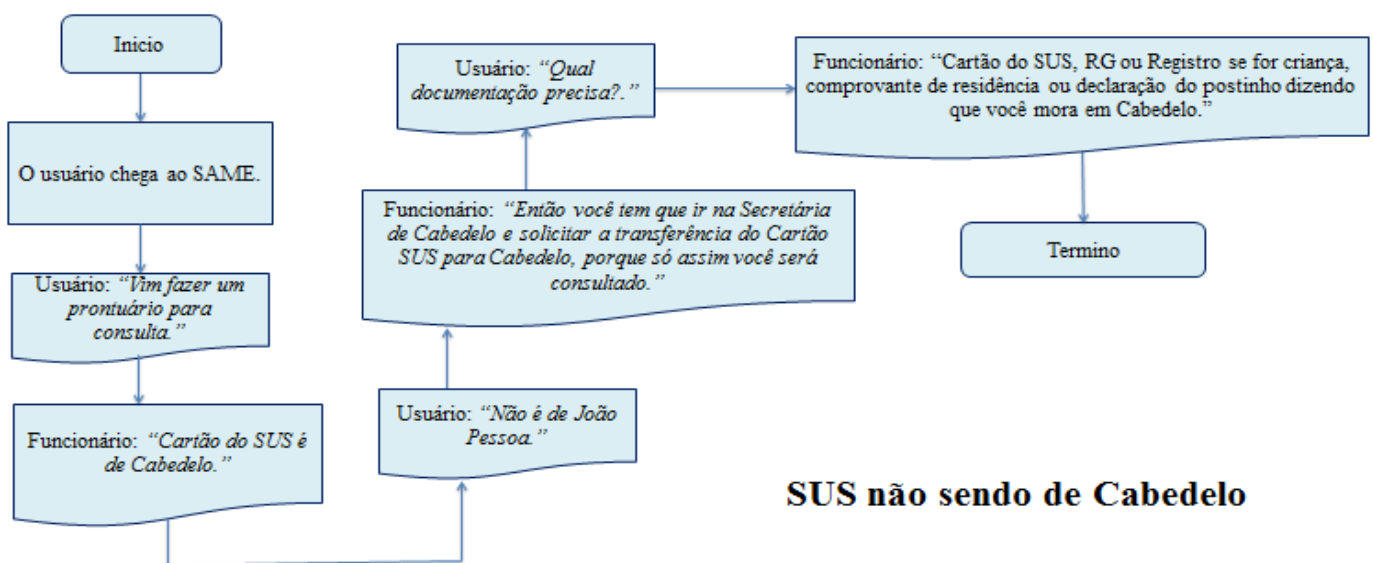 Inicio
O usuário chega ao SAME.
Usuário: “Vim fazer um
prontuário para
consulta.”
Funcionário: “Cartão do SUS é
de Cabedelo.”
Usuário: “Não é de João
Pessoa.”
Funcionário: “Então você tem que ir na Secretária
de Cabedelo e solicitar a transferência do Cartão
SUS para Cabedelo, porque só assim você será
consultado.”
Usuário: “Qual
documentação precisa?.”
Funcionário: “Cartão do SUS, RG ou Registro se for criança,
comprovante de residência ou declaração do postinho dizendo
que você mora em Cabedelo.”
Termino
SUS não sendo de Cabedelo